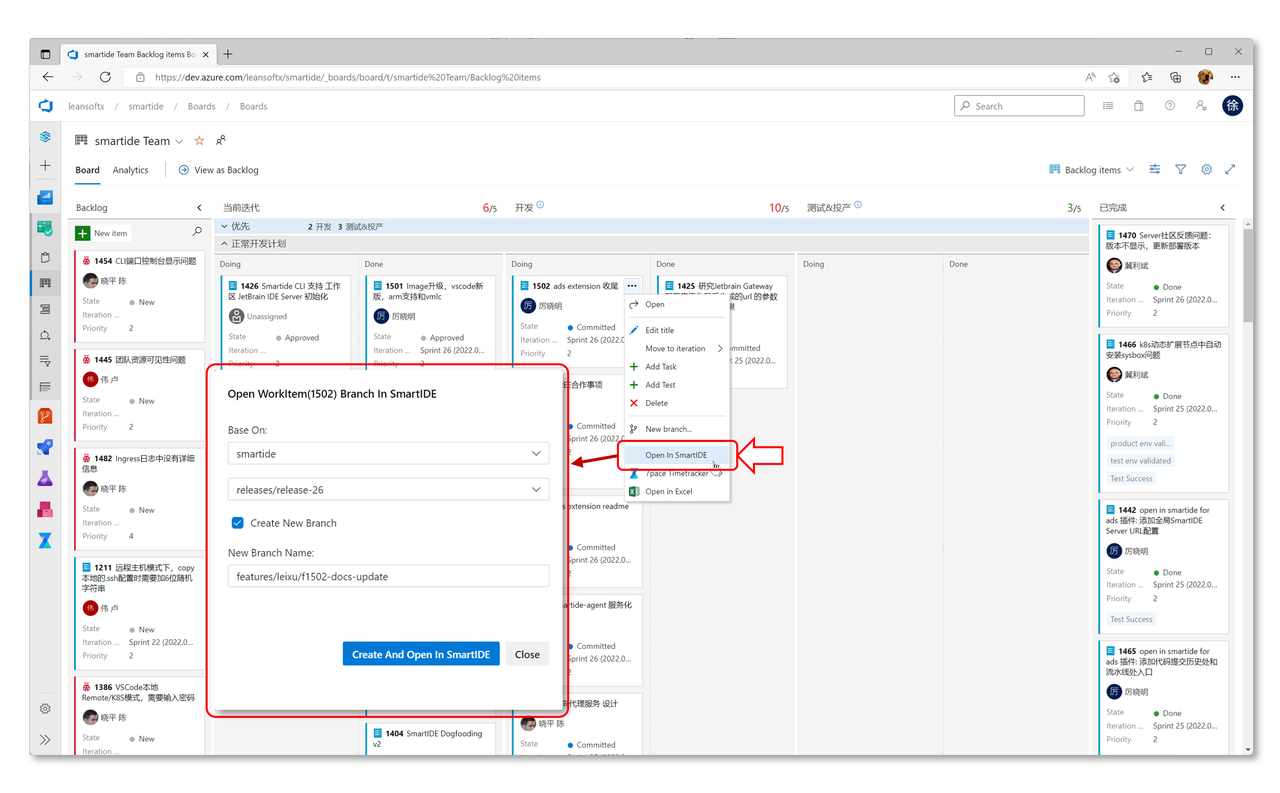 smartide Team Backlog items Bo
https://dev.azure.com/leansoftx/smartide/_boards/board/t/smartide%20Team/Backlog%20items
leansoftx / smartide / Boards / Boards
Search
徐
smartide Team
Board
Analytics
View as Backlog
Backlog items
Backlog
当前迭代
6/5
开发
10/5
测试&投产
3/5
已完成
New item
优先
2 开发 3 测试&投产
正常开发计划
Doing
Done
Doing
Done
Doing
Done
1454 CLI端口控制台显示问题
晓平 陈
State New
Iteration ...
Priority 2
1445 团队资源可见性问题
伟 伟 卢
State New
Iteration ...
Priority 2
1482 Ingress日志中没有详细
信息
晓平 陈
State New
Iteration ...
Priority 4
1211 远程主机模式下，copy
本地的.ssh配置时需要加6位随机
字符串
伟 伟 卢
State New
Iteration ... Sprint 22 (2022.0...
Priority 2
1386 VSCode本地
Remote/K8S模式，需要输入密码
晓平 陈
State New
Iteration ...
1426 Smartide CLI 支持 工作
区 JetBrain IDE Server 初始化
Unassigned
State Approved
Iteration ...
Priority
1501 Image升级，vscode新
版，arm支持和vmlc
厉 厉晓明
State Approved
Iteration ... Sprint 26 (2022.0...
Priority 2
1404 SmartIDE Dogfooding
v2
1502 ads extension 收尾
厉 厉晓明
State Committed
Iteration ... Sprint 26 (2022.0
Priority 2
合作事项
Committed
Sprint 26 (2022.0
extension readme
Committed
Sprint 26 (2022.0...
smartide-agent 服务化
Committed
Sprint 26 (2022.0...
代理服务 设计
晓平 陈
State Committed
1425 研究Jetbrain Gateway
成的url 的参数
Committed
25 (2022.0...
Open
Edit title
Move to iteration
Add Task
Add Test
Delete
New branch...
Open In SmartIDE
7pace Timetracker
Open in Excel
Open WorkItem(1502) Branch In SmartIDE
Base On:
smartide
releases/release-26
Create New Branch
New Branch Name:
features/leixu/f1502-docs-update
Create And Open In SmartIDE
Close
1470 Server社区反馈问题：
版本不显示，更新部署版本
冀利斌
State Done
Iteration ... Sprint 26 (2022.0...
Priority 2
1466 k8s动态扩展节点中自动
安装sysbox问题
冀利斌
State Done
Iteration ... Sprint 25 (2022.0...
Priority 2
product env vali...
test env validated
Test Success
1442 open in smartide for
ads 插件: 添加全局SmartIDE
Server URL配置
厉 厉晓明
State Done
Iteration ... Sprint 25 (2022.0...
Priority 2
Test Success
1465 open in smartide for
ads 插件: 添加代码提交历史处和
流水线处入口
厉 厉晓明
State Done
Iteration ... Sprint 25 (2022.0...
Priority 2